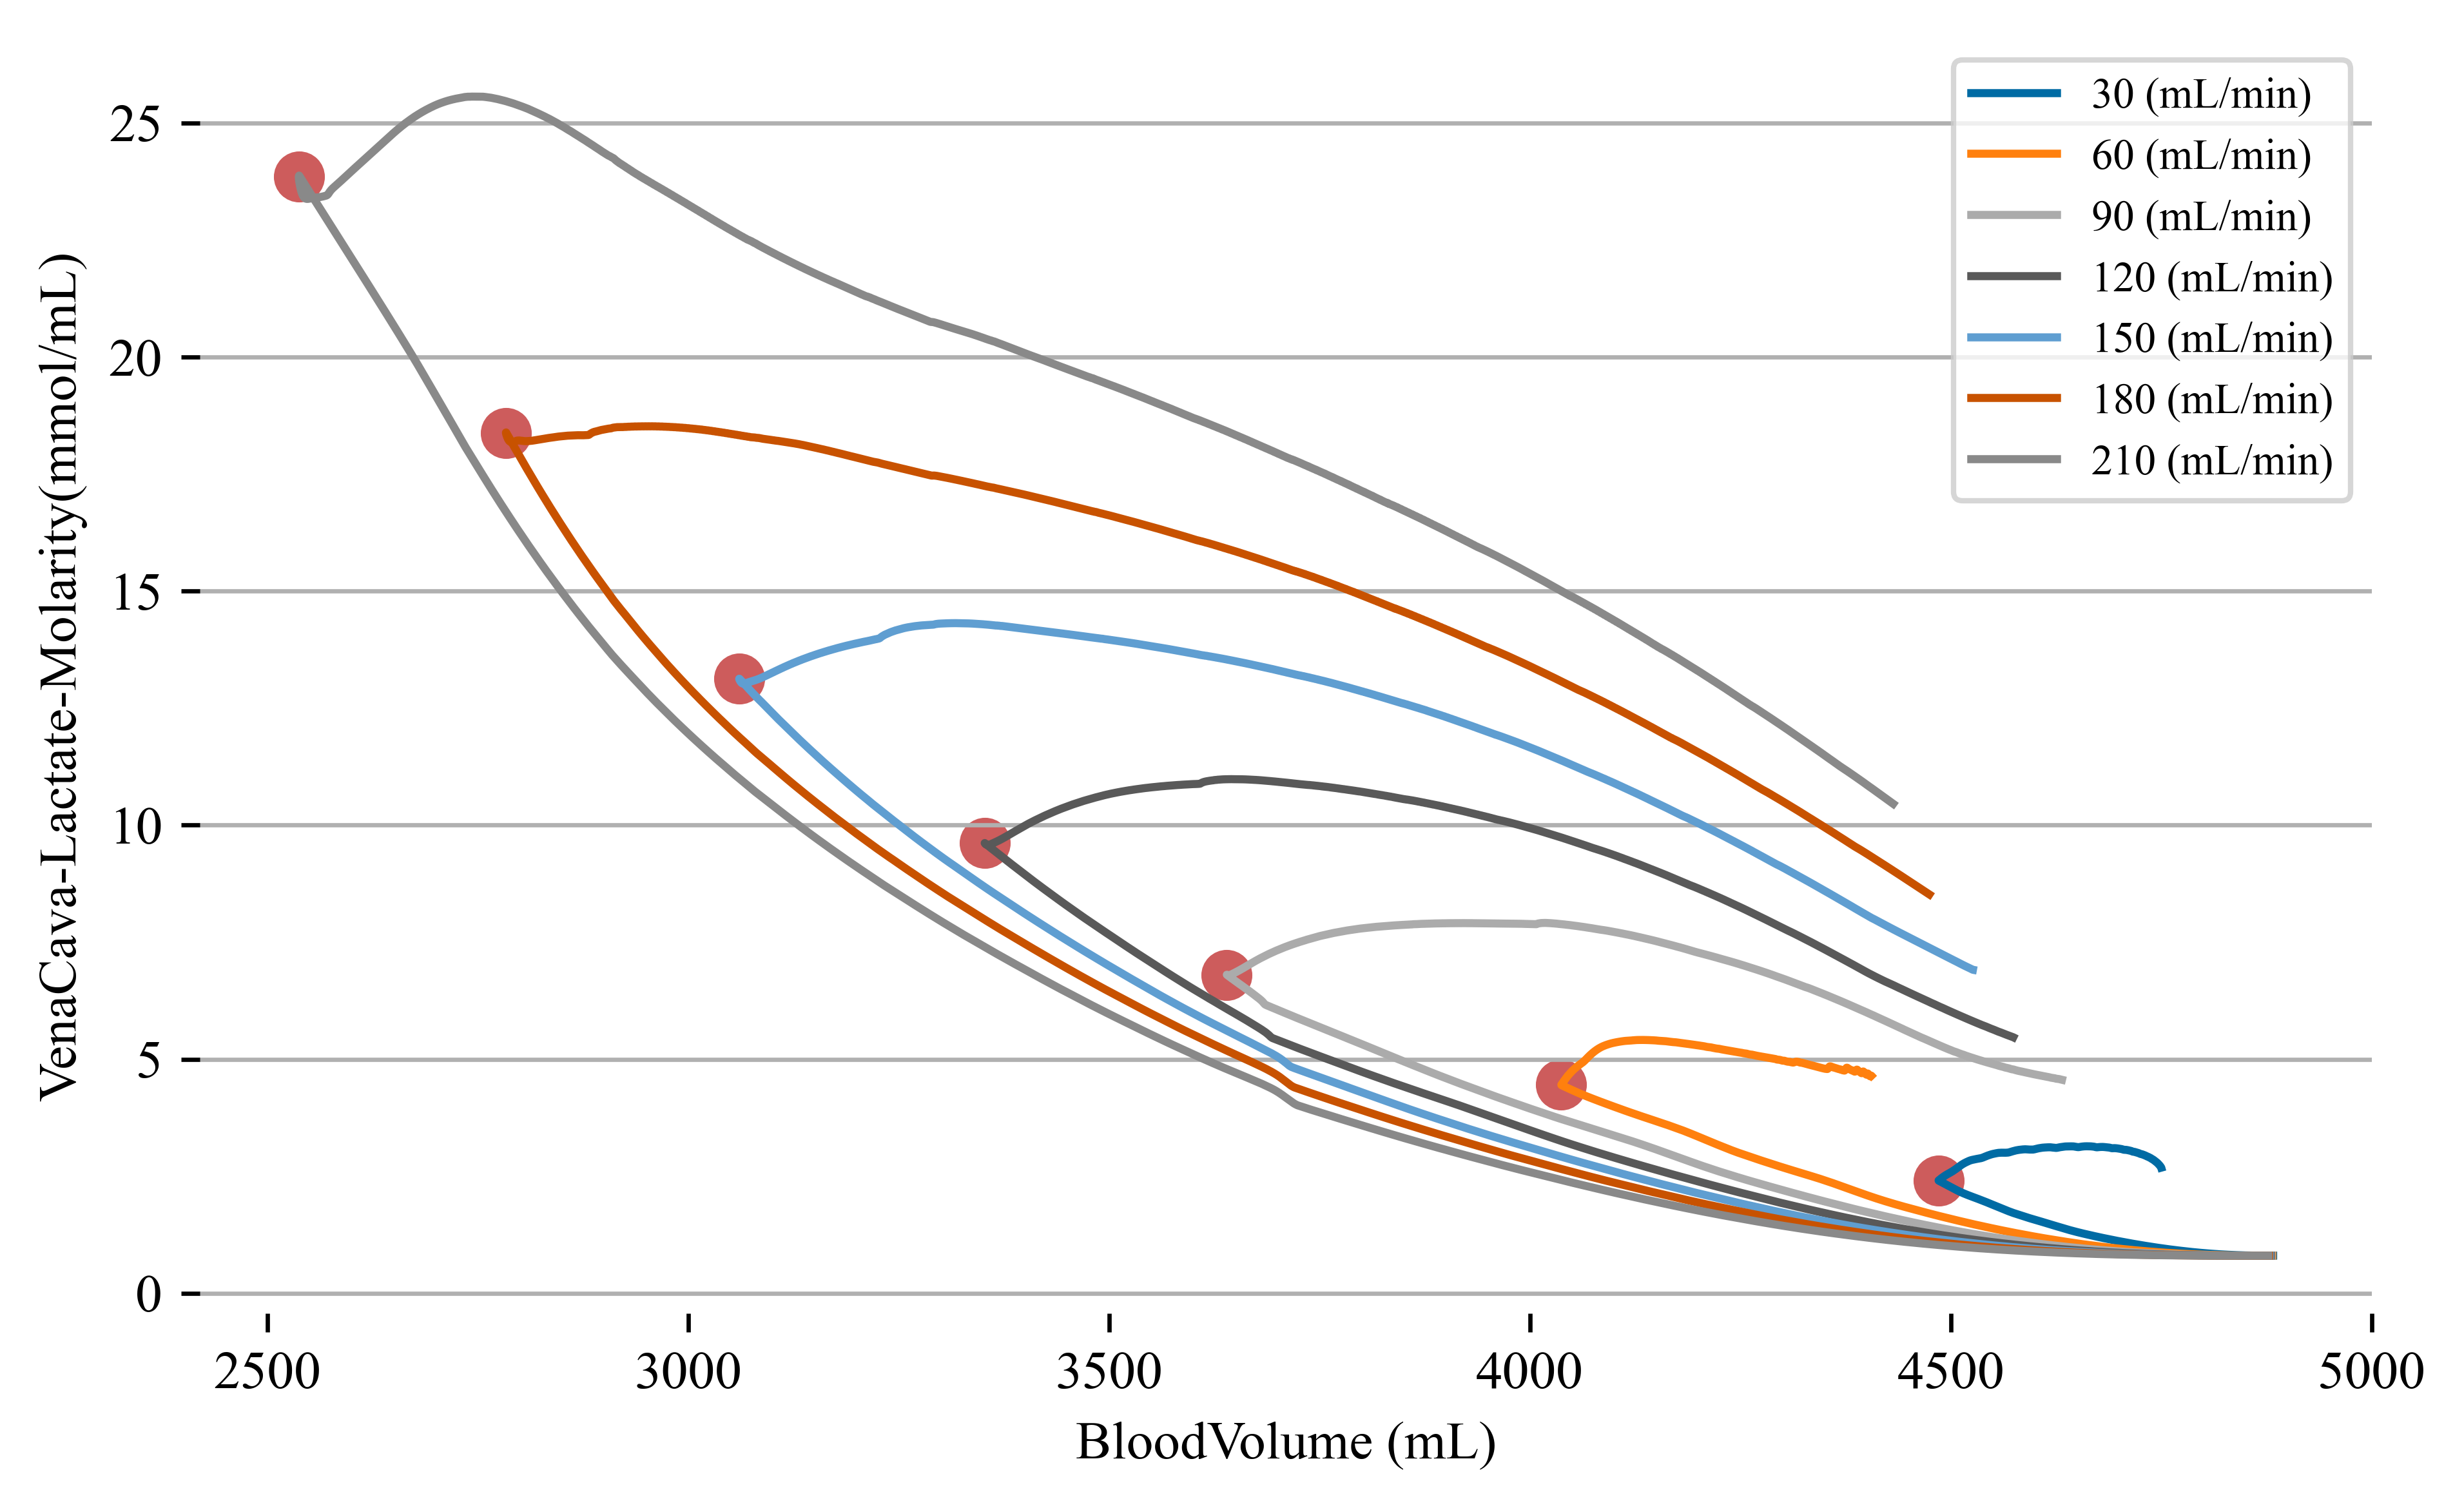 VenaCava-Lactate-Molarity(mmol/mL)
25
20
15
10
5
0
30 (mL/min)
60 (mL/min)
90 (mL/min)
120 (mL/min)
150 (mL/min)
180 (mL/min)
210 (mL/min)
2500 3000 3500 4000 4500 5000
BloodVolume (mL)